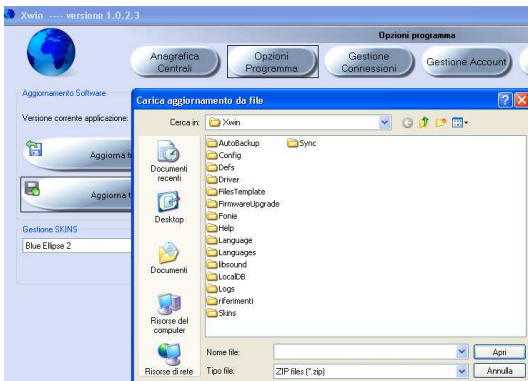 Xwin ---- versione 1.0.2.3
Opzioni programma
Anagrafica Centrali
Opzioni Programma
Gestione Connessioni
Gestione Account
Aggiornamento Software
Versione corrente applicazione:
Aggiorna
Aggiorna
Gestione SKINS
Blue Ellipse 2
Carica aggiornamento da file
Cerca in:
Xwin
Documenti recenti
Desktop
Documenti
Risorse del computer
Risorse di rete
AutoBackup
Config
Defs
Driver
FilesTemplate
FirmwareUpgrade
Fonie
Help
Language
Languages
libsound
LocalDB
Logs
riferimenti
Skins
Sync
Nome file:
Apri
Tipo file:
ZIP files (*.zip)
Annulla